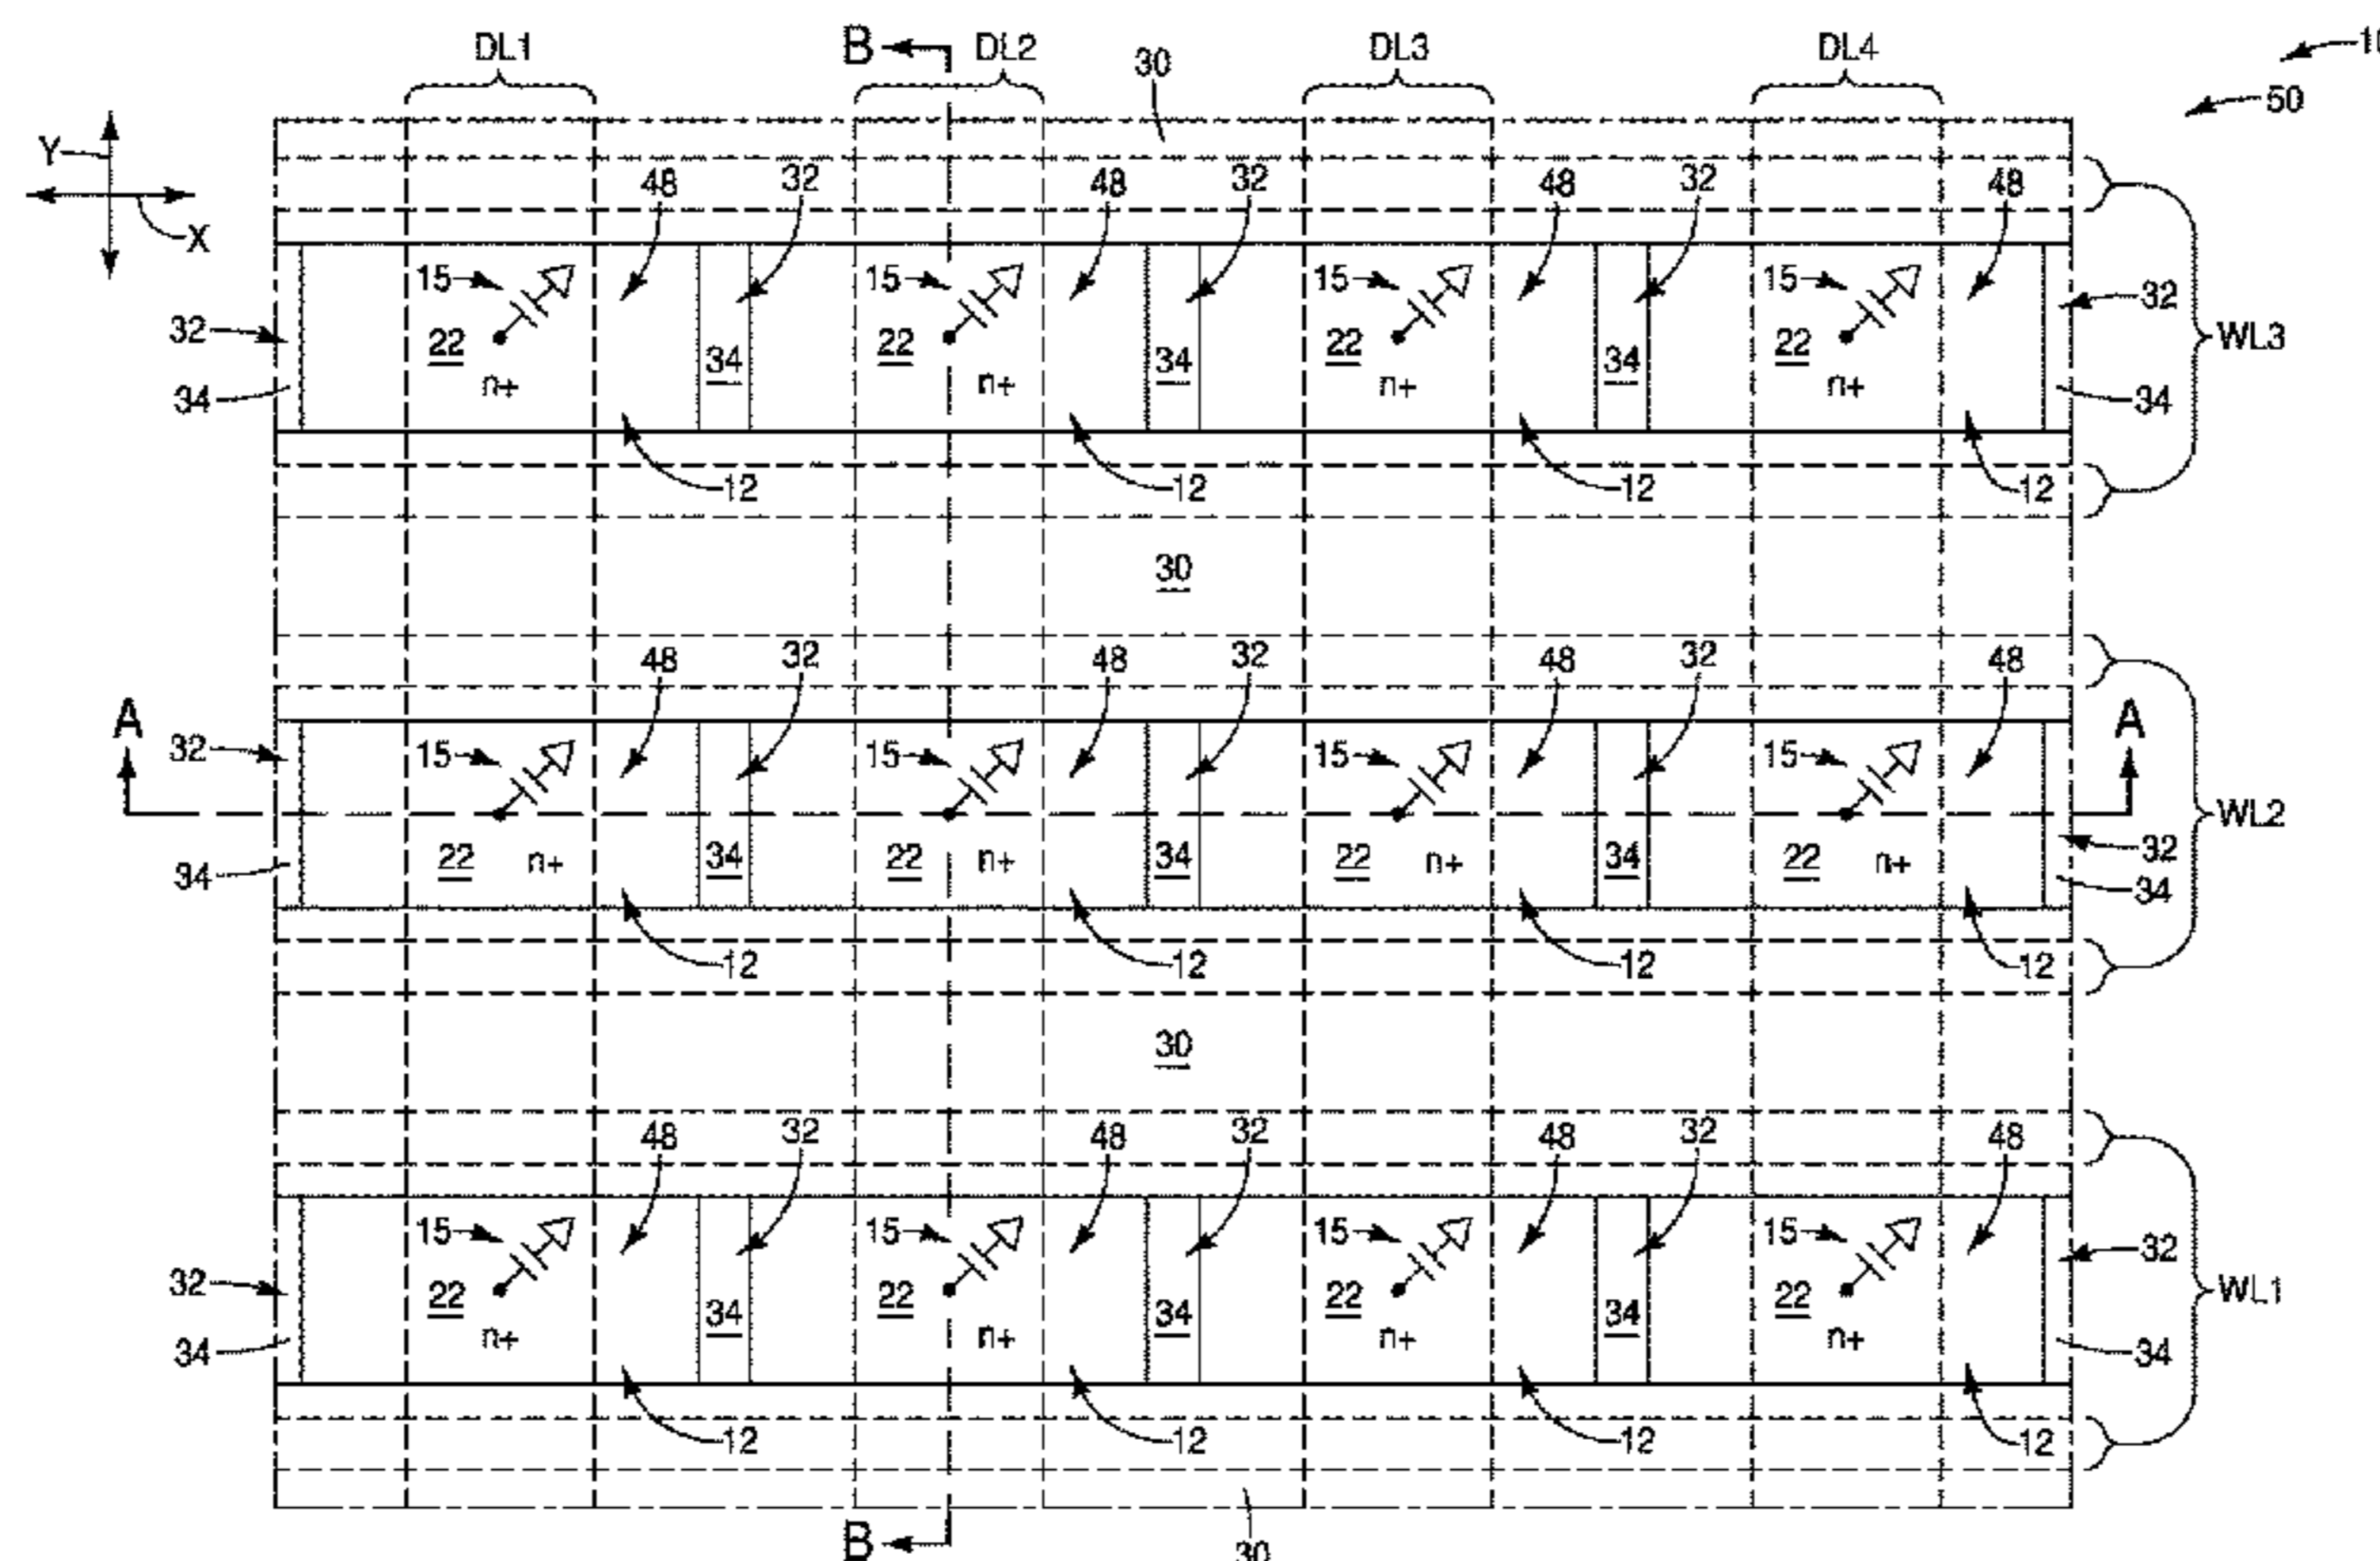 DL1 B DL2 30 DL3 DL4
50
Y
X
48 32 48 32 48 32 48
15 15 15 15
32 22 22 22 22 32
34 n+ 34 n+ 34 n+ 34 n+ 34
WL3
12 12 12 12
30
48 32 48 32 48 32 48
A A
32 15 15 15 15
WL2
22 n+ 34 22 n+ 34 22 n+ 34 22 n+ 32
34 34
12 12 12 12
30
48 32 48 32 48 32 48
15 15 15 15
32 22 22 22 22 32
34 n+ 34 n+ 34 n+ 34 n+ 34
WL1
12 12 12 12
B 30